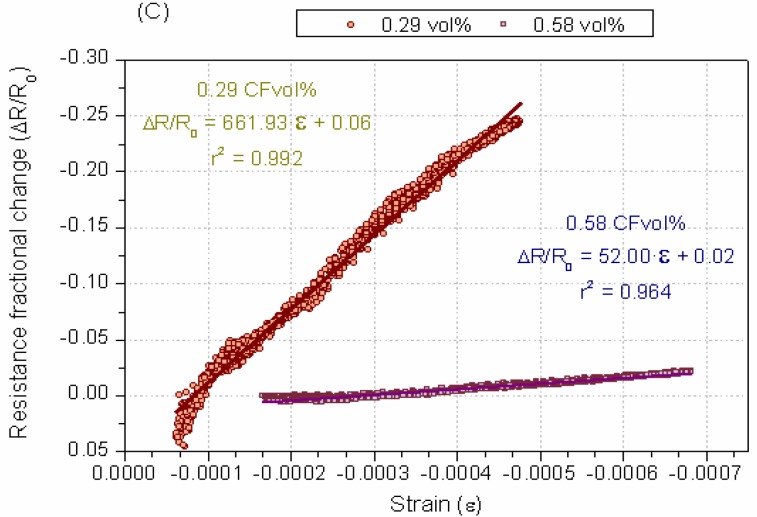 (C)
0.29 vol% 0.58 vol%
-0.30
-0.25
-0.20
-0.15
-0.10
-0.05
0.00
0.05
Resistance fractional change (ΔR/R₀)
0.29 CFvol%
ΔR/R₀ = 661.93·ε + 0.06
r² = 0.992
0.58 CFvol%
ΔR/R₀ = 52.00·ε + 0.02
r² = 0.964
0.0000 -0.0001 -0.0002 -0.0003 -0.0004 -0.0005 -0.0006 -0.0007
Strain (ε)